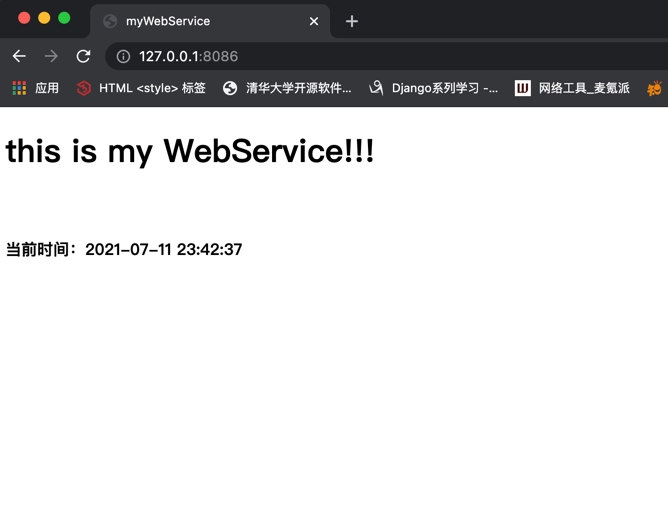 myWebService
127.0.0.1:8086
应用 HTML <style> 标签 清华大学开源软件... Django系列学习 -... 网络工具_麦氪派
this is my WebService!!!
当前时间：2021-07-11 23:42:37